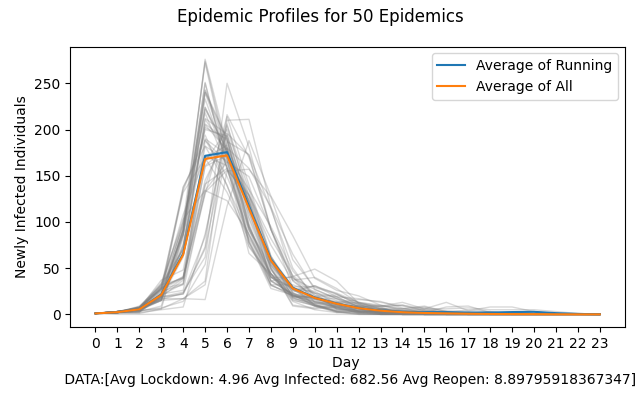 Epidemic Profiles for 50 Epidemics
Newly Infected Individuals
250
200
150
100
50
0
Average of Running
Average of All
0 1 2 3 4 5 6 7 8 9 10 11 12 13 14 15 16 17 18 19 20 21 22 23
Day
DATA:[Avg Lockdown: 4.96 Avg Infected: 682.56 Avg Reopen: 8.89795918367347]